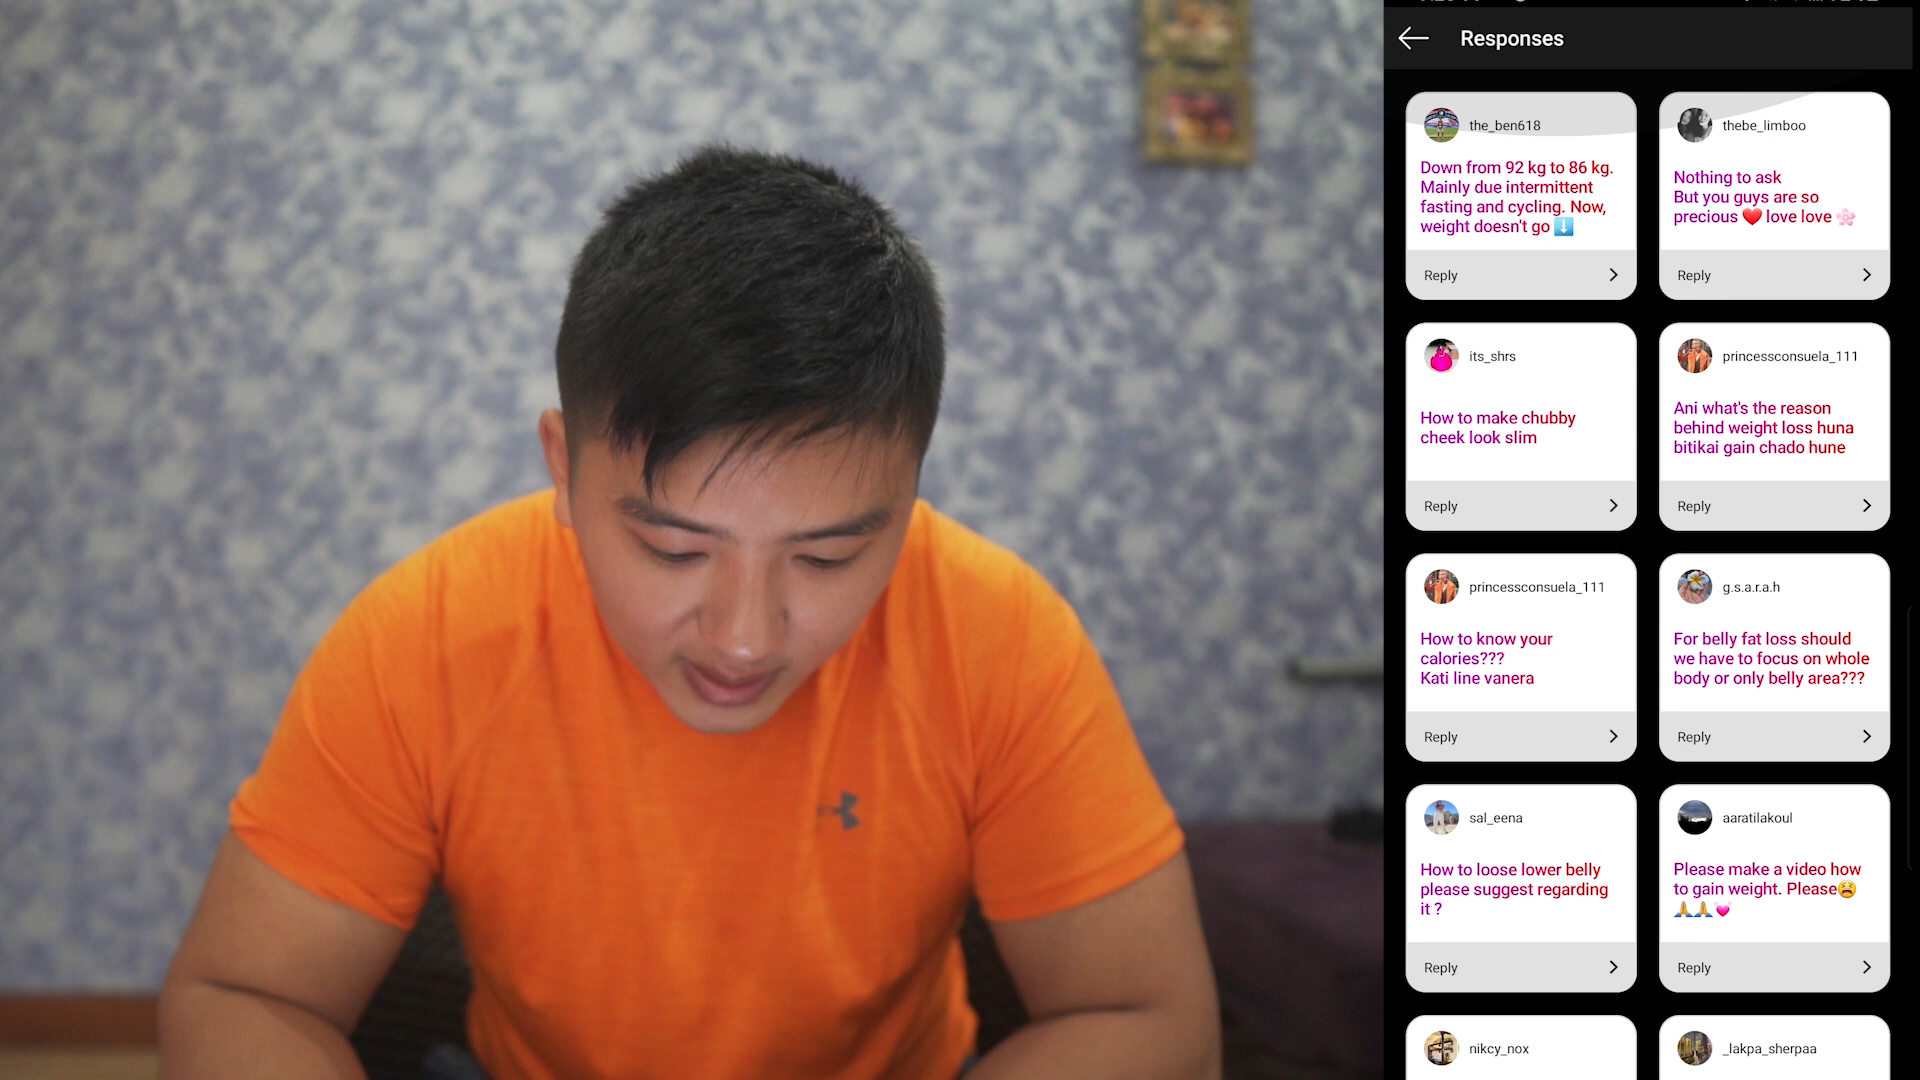 Responses
the_ben618
Down from 92 kg to 86 kg.
Mainly due intermittent
fasting and cycling. Now,
weight doesn't go ⬇️
Reply
thebe_limboo
Nothing to ask
But you guys are so
precious ❤️ love love 🌸
Reply
its_shrs
How to make chubby
cheek look slim
Reply
princessconsuela_111
Ani what's the reason
behind weight loss huna
bitikai gain chado hune
Reply
princessconsuela_111
How to know your
calories???
Kati line vanera
Reply
g.s.a.r.a.h
For belly fat loss should
we have to focus on whole
body or only belly area???
Reply
sal_eena
How to loose lower belly
please suggest regarding
it ?
Reply
aaratilakoul
Please make a video how
to gain weight. Please😫
🙏🙏💓
Reply
nikcy_nox
_lakpa_sherpaa